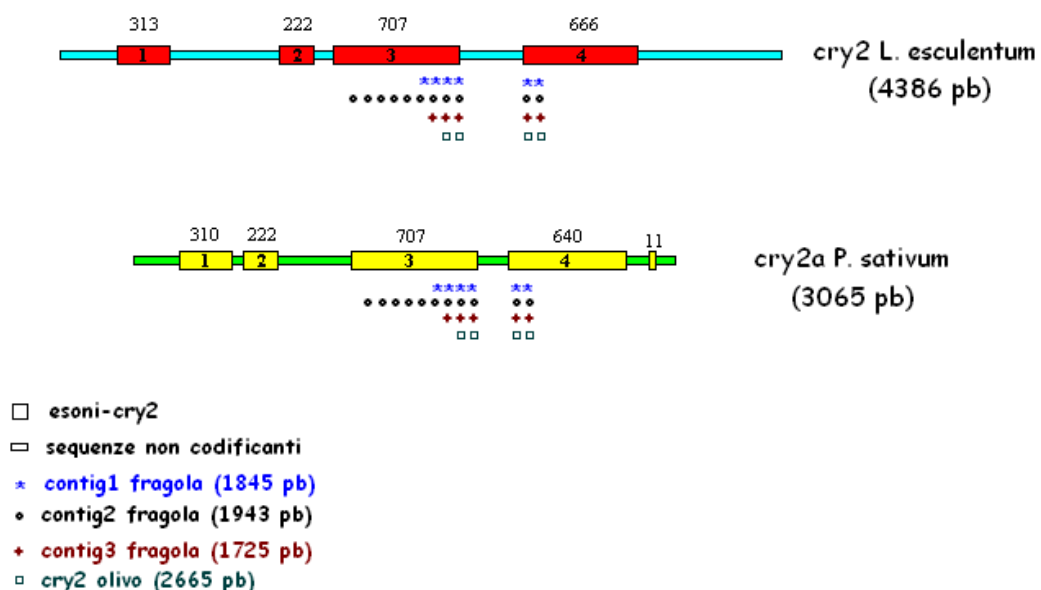 313 222 707 666
1 2 3 4
cry2 L. esculentum
(4386 pb)
310 222 707 640 11
1 2 3 4
cry2a P. sativum
(3065 pb)
esoni-cry2
sequenze non codificanti
contig1 fragola (1845 pb)
contig2 fragola (1943 pb)
contig3 fragola (1725 pb)
cry2 olivo (2665 pb)